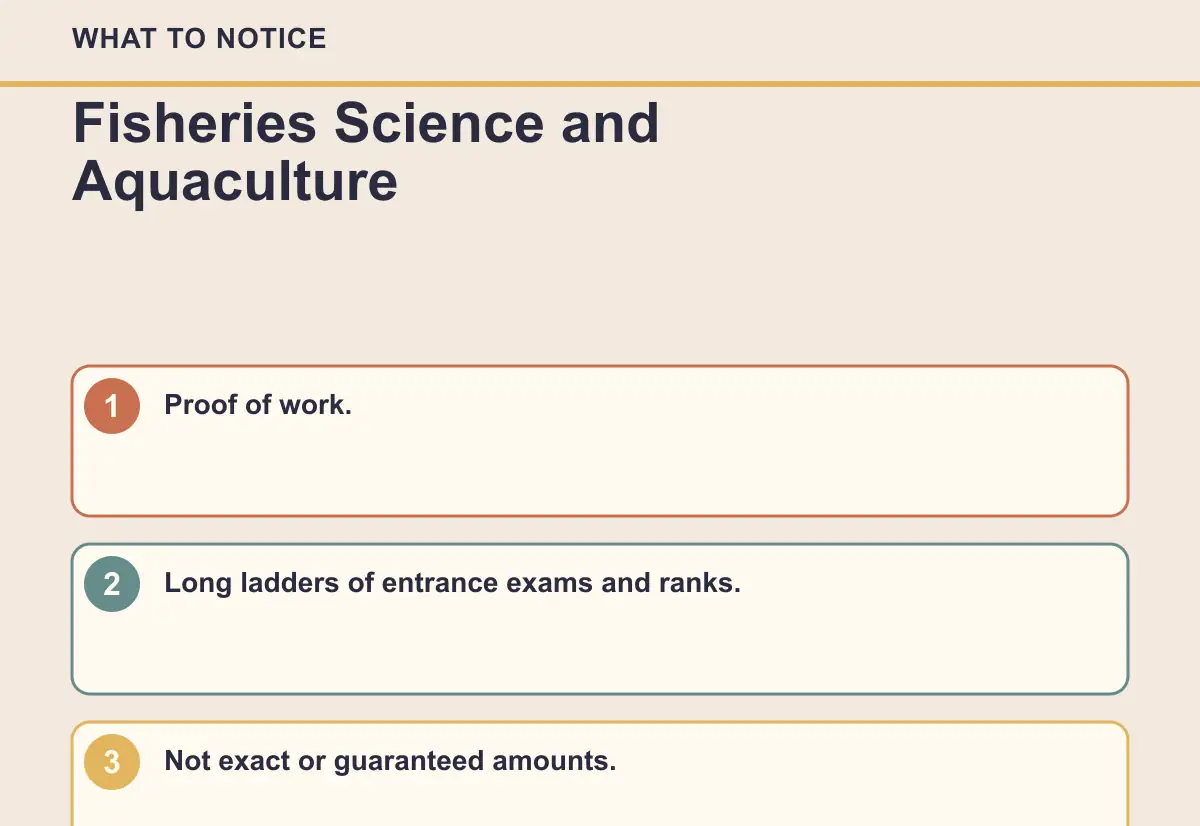 WHAT TO NOTICE
Fisheries Science and
Aquaculture
1 Proof of work.
2 Long ladders of entrance exams and ranks.
3 Not exact or guaranteed amounts.